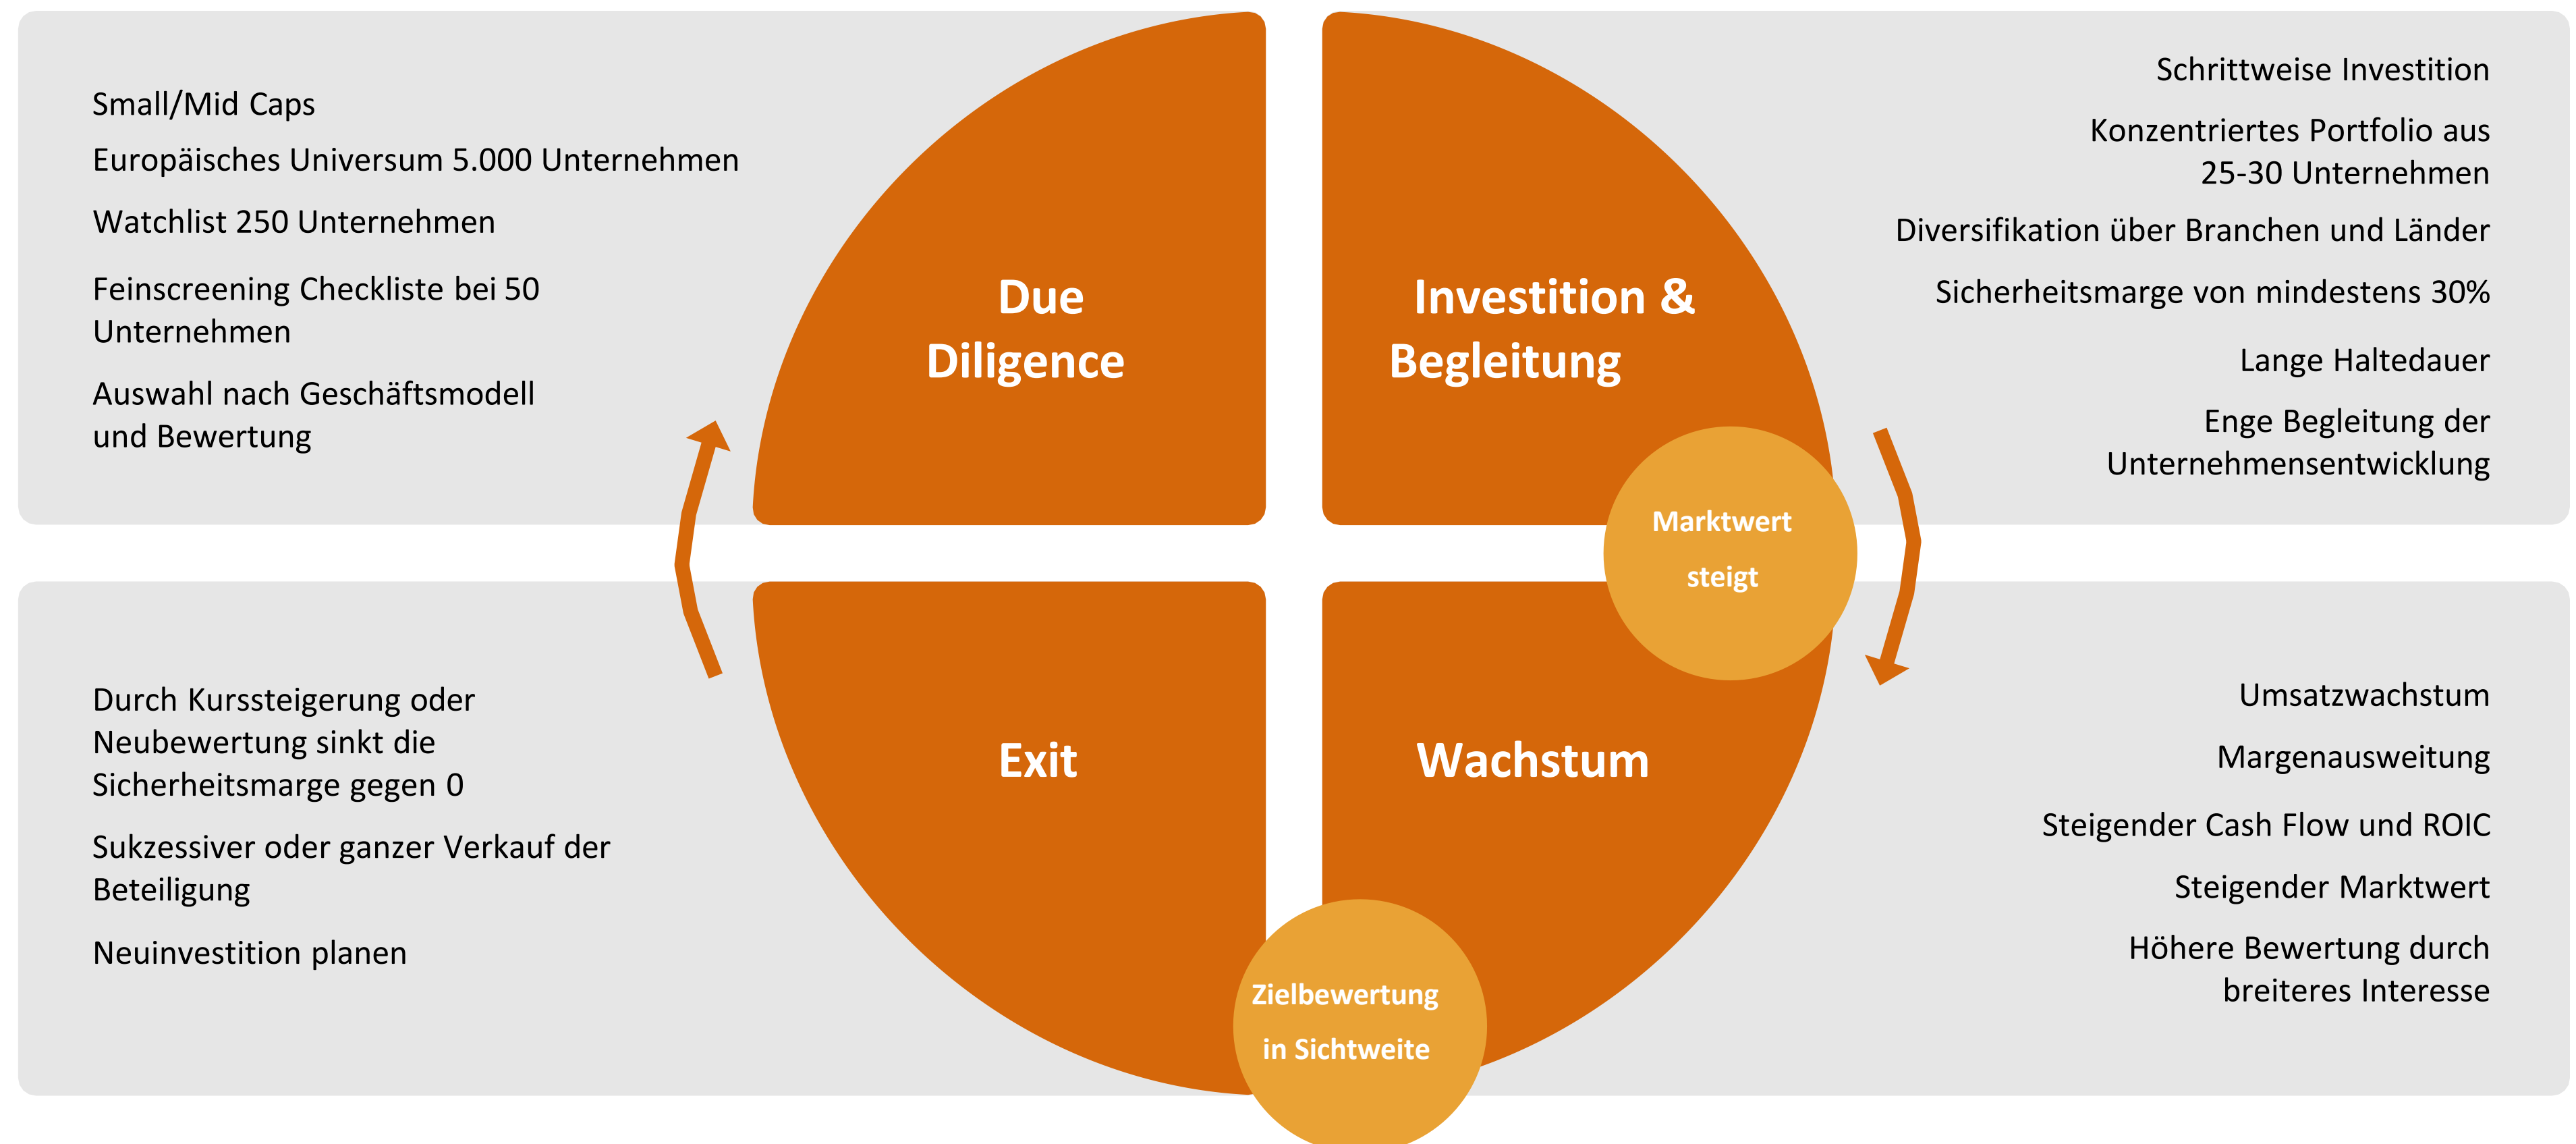 Small/Mid Caps
Europäisches Universum 5.000 Unternehmen
Watchlist 250 Unternehmen
Feinscreening Checkliste bei 50
Unternehmen
Auswahl nach Geschäftsmodell
und Bewertung
Due
Diligence
Investition &
Begleitung
Schrittweise Investition
Konzentriertes Portfolio aus
25-30 Unternehmen
Diversifikation über Branchen und Länder
Sicherheitsmarge von mindestens 30%
Lange Haltedauer
Enge Begleitung der
Unternehmensentwicklung
Marktwert
steigt
Durch Kurssteigerung oder
Neubewertung sinkt die
Sicherheitsmarge gegen 0
Sukzessiver oder ganzer Verkauf der
Beteiligung
Neuinvestition planen
Exit
Wachstum
Umsatzwachstum
Margenausweitung
Steigender Cash Flow und ROIC
Steigender Marktwert
Höhere Bewertung durch
breiteres Interesse
Zielbewertung
in Sichtweite